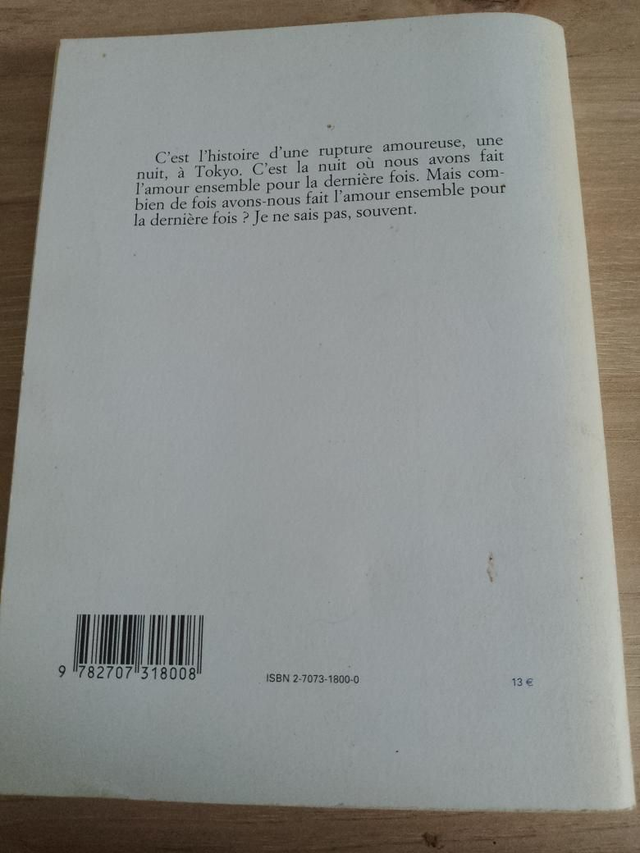 C'est l'histoire d'une rupture amoureuse, une
nuit, à Tokyo. C'est la nuit où nous avons fait
l'amour ensemble pour la dernière fois. Mais com-
bien de fois avons-nous fait l'amour ensemble pour
la dernière fois ? Je ne sais pas, souvent.
9 782707 318008
ISBN 2-7073-1800-0
13 €